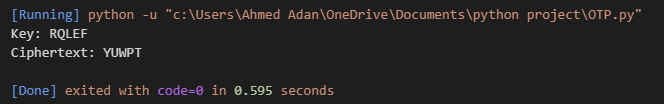 [Running] python -u "c:\Users\Ahmed Adan\OneDrive\Documents\python project\OTP.py"
Key: RQLEF
Ciphertext: YUWPT
[Done] exited with code=0 in 0.595 seconds